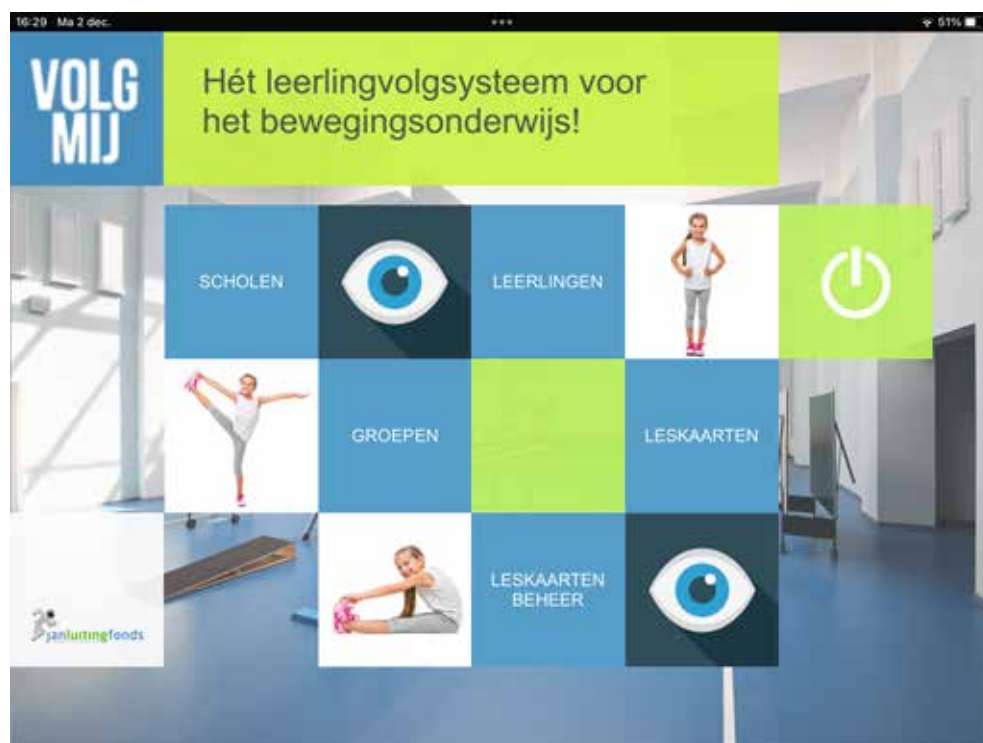 16:29 Ma 2 dec.
51%
VOLG
MIJ
Hét leerlingvolgsysteem voor
het bewegingsonderwijs!
SCHOLEN
LEERLINGEN
GROEPEN
LESKAARTEN
LESKAARTEN
BEHEER
janluitingfonds